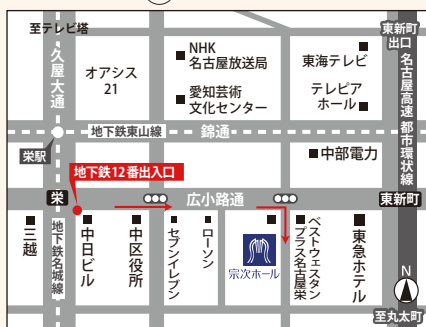 至テレビ塔
東新町
出口
久屋大通
オアシス
21
NHK
名古屋放送局
愛知芸術
文化センター
東海テレビ
テレピア
ホール
名古屋高速 都市環状線
地下鉄東山線
錦通
栄駅
中部電力
地下鉄12番出入口
栄
広小路通
東新町
三越
地下鉄名城線
中日ビル
中区役所
セブンイレブン
ローソン
宗次ホール
ベストウェスタン
プラス名古屋栄
東急ホテル
N
至丸太町